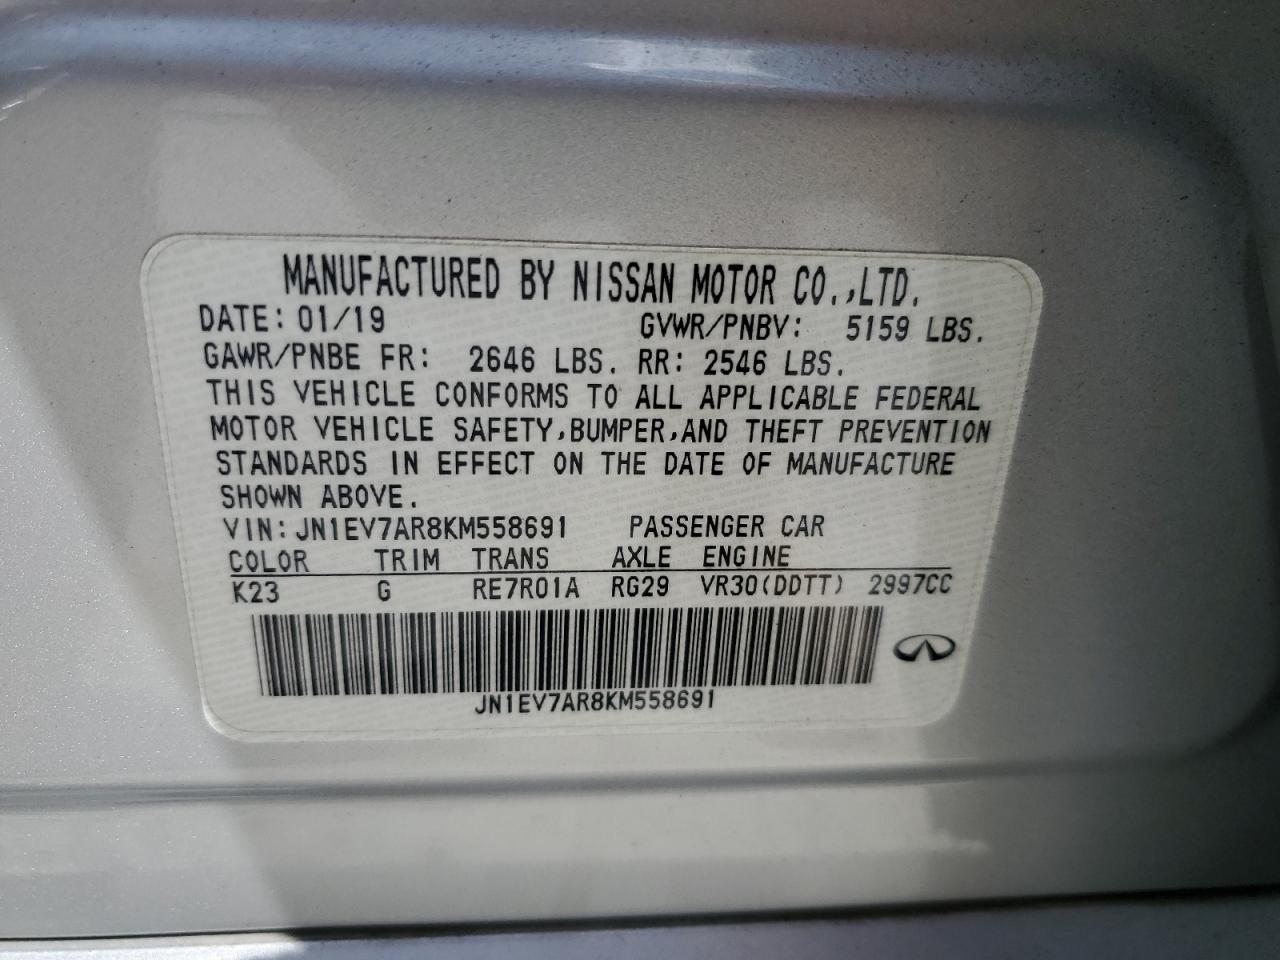 MANUFACTURED BY NISSAN MOTOR CO.,LTD.
DATE: 01/19 GVWR/PNBV: 5159 LBS.
GAWR/PNBE FR: 2646 LBS. RR: 2546 LBS.
THIS VEHICLE CONFORMS TO ALL APPLICABLE FEDERAL
MOTOR VEHICLE SAFETY,BUMPER,AND THEFT PREVENTION
STANDARDS IN EFFECT ON THE DATE OF MANUFACTURE
SHOWN ABOVE.
VIN:JN1EV7AR8KM558691 PASSENGER CAR
COLOR TRIM TRANS AXLE ENGINE
K23 G RE7R01A RG29 VR30(DDTT) 2997CC
JN1EV7AR8KM558691